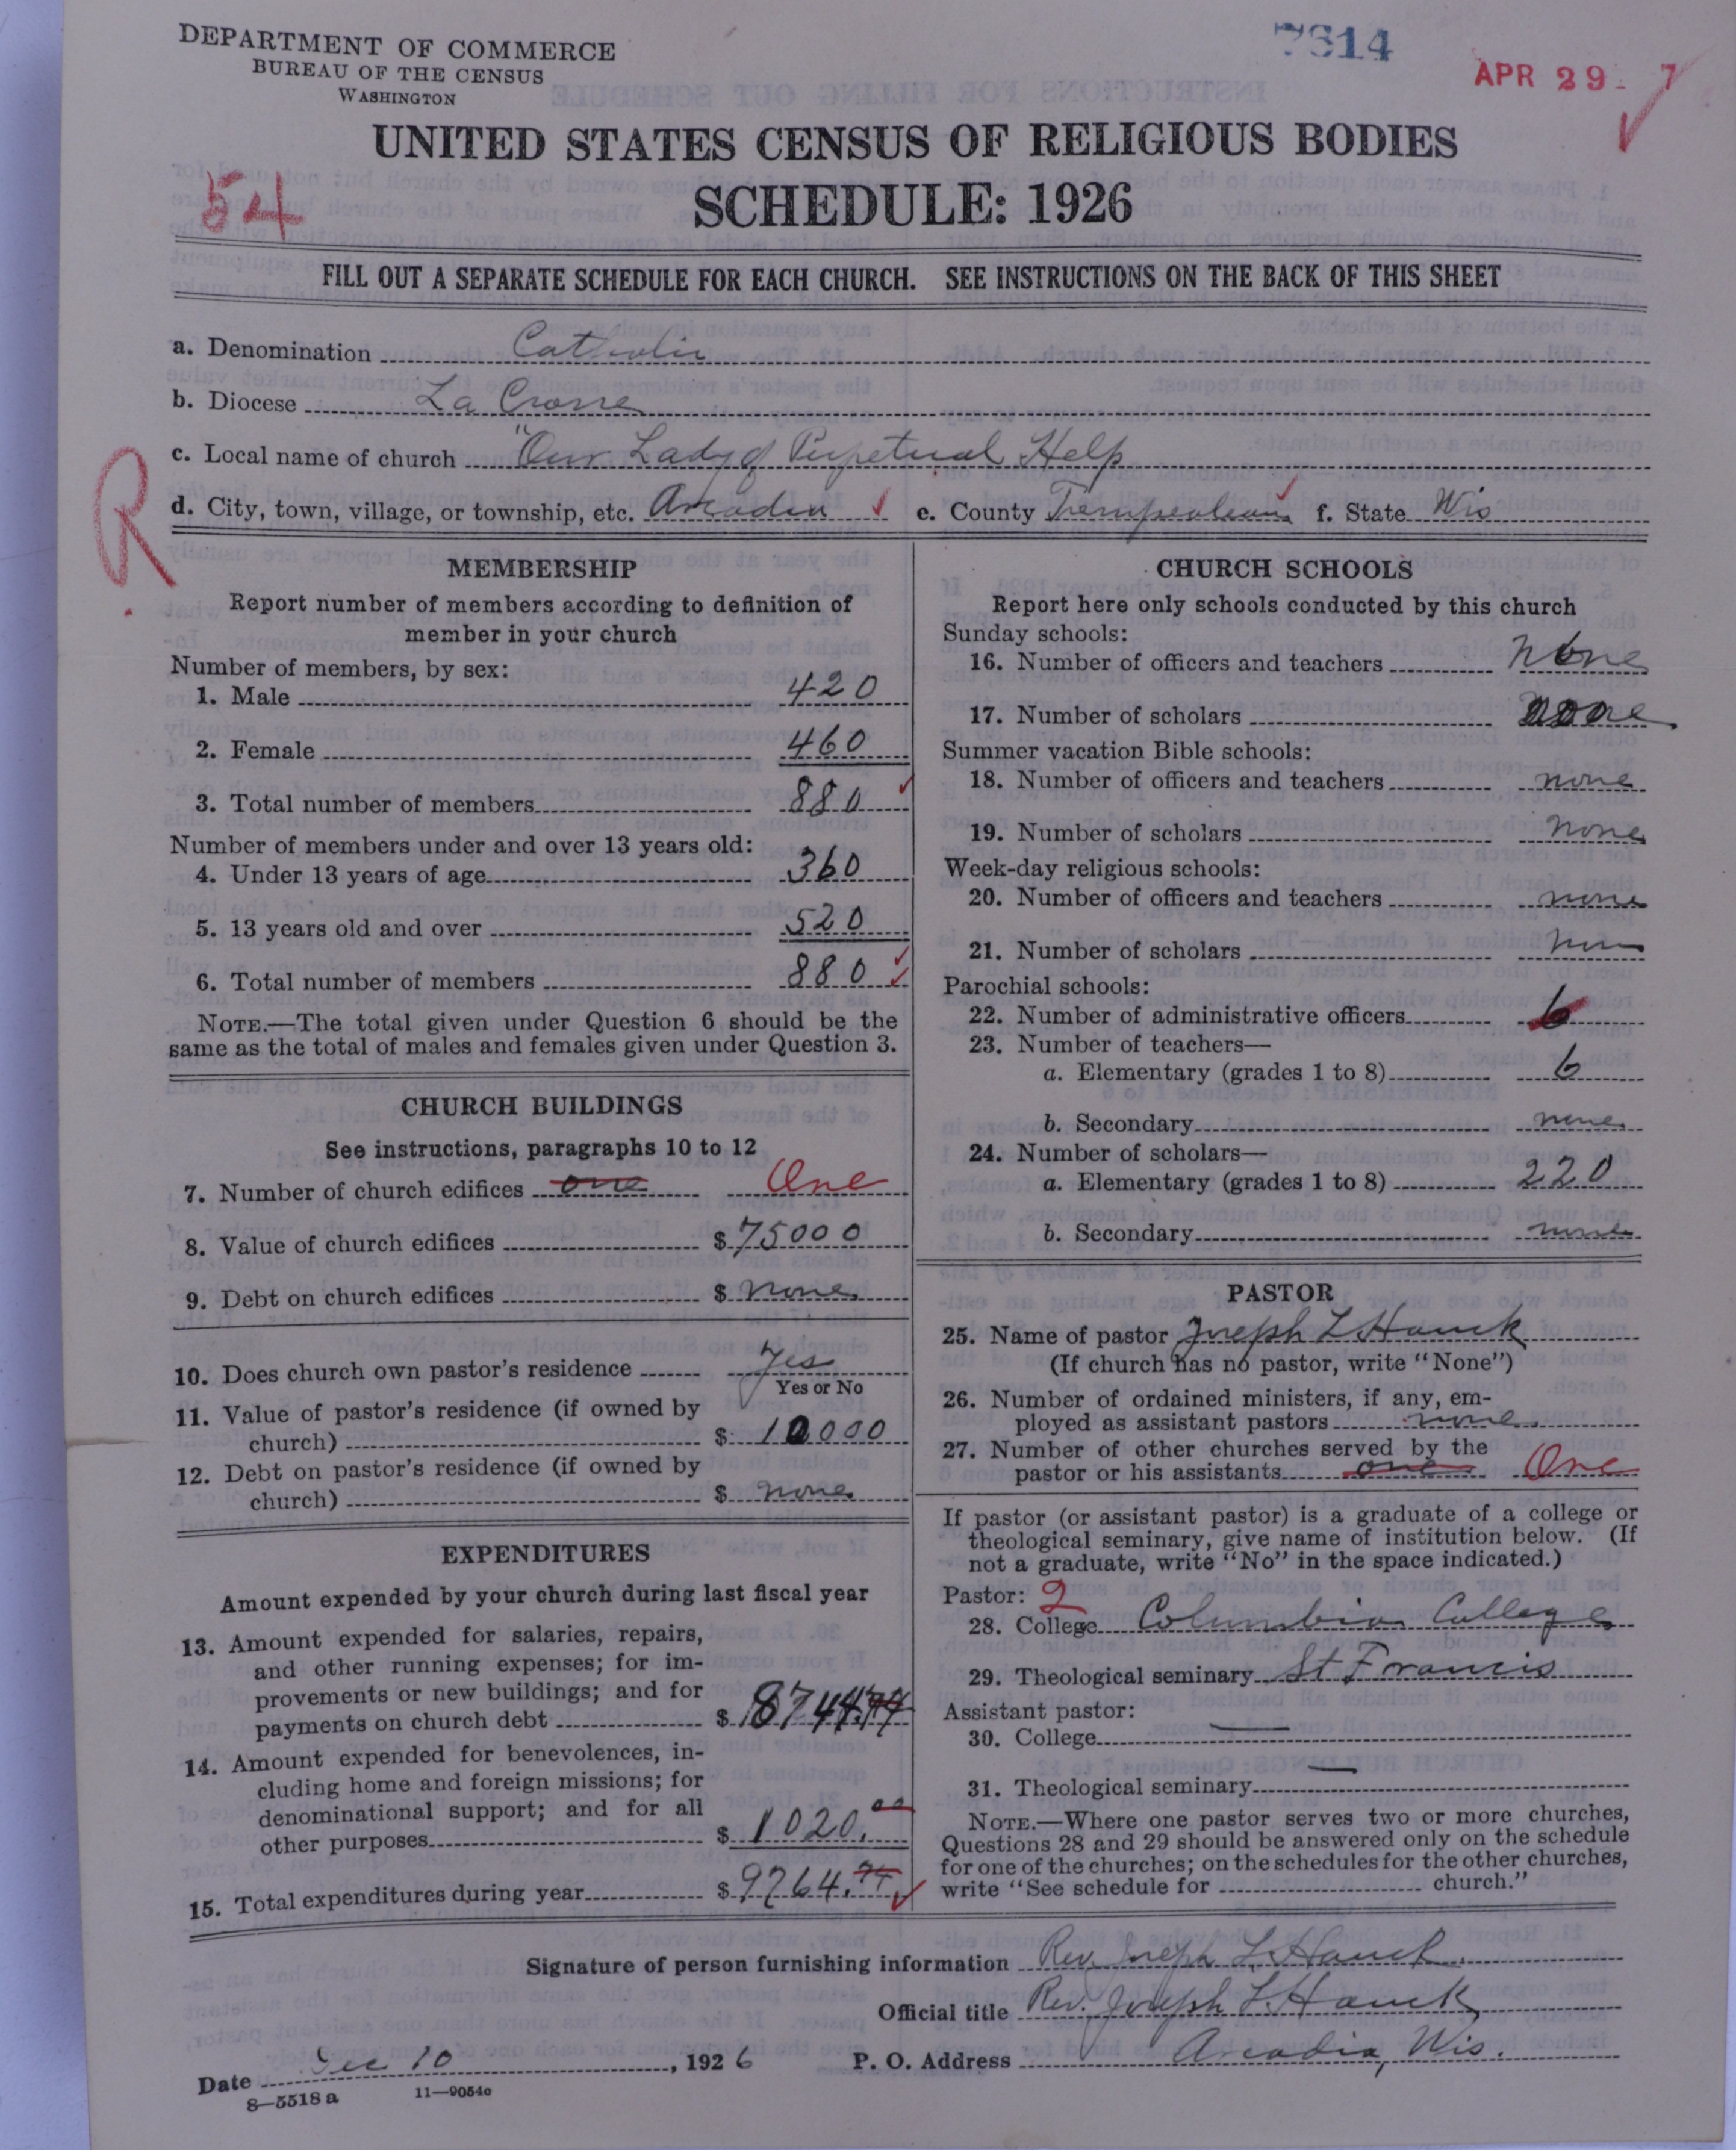 DEPARTMENT OF COMMERCE
BUREAU OF THE CENSUS
WASHINGTON
7814
APR 29 7
UNITED STATES CENSUS OF RELIGIOUS BODIES
SCHEDULE: 1926
54
FILL OUT A SEPARATE SCHEDULE FOR EACH CHURCH. SEE INSTRUCTIONS ON THE BACK OF THIS SHEET
a. Denomination Catholic
b. Diocese La Crosse
c. Local name of church "Our Lady of Perpetual Help
R
d. City, town, village, or township, etc. Arcadia e. County Trempealeau f. State Wis
MEMBERSHIP
Report number of members according to definition of
member in your church
Number of members, by sex:
1. Male 420
2. Female 460
3. Total number of members 880
Number of members under and over 13 years old:
4. Under 13 years of age 360
5. 13 years old and over 520
6. Total number of members 880
NOTE.—The total given under Question 6 should be the
same as the total of males and females given under Question 3.
CHURCH BUILDINGS
See instructions, paragraphs 10 to 12
7. Number of church edifices one One
8. Value of church edifices $ 75000
9. Debt on church edifices $ none
10. Does church own pastor's residence yes
Yes or No
11. Value of pastor's residence (if owned by
church) $ 10000
12. Debt on pastor's residence (if owned by
church) $ none
EXPENDITURES
Amount expended by your church during last fiscal year
13. Amount expended for salaries, repairs,
and other running expenses; for im-
provements or new buildings; and for
payments on church debt $ 8744.74
14. Amount expended for benevolences, in-
cluding home and foreign missions; for
denominational support; and for all
other purposes $ 1020.00
15. Total expenditures during year $ 9764.74
CHURCH SCHOOLS
Report here only schools conducted by this church
Sunday schools:
16. Number of officers and teachers none
17. Number of scholars none
Summer vacation Bible schools:
18. Number of officers and teachers none
19. Number of scholars none
Week-day religious schools:
20. Number of officers and teachers none
21. Number of scholars none
Parochial schools:
22. Number of administrative officers 6
23. Number of teachers—
a. Elementary (grades 1 to 8) 6
b. Secondary none
24. Number of scholars—
a. Elementary (grades 1 to 8) 220
b. Secondary none
PASTOR
25. Name of pastor Joseph L Hauck
(If church has no pastor, write "None")
26. Number of ordained ministers, if any, em-
ployed as assistant pastors none
27. Number of other churches served by the
pastor or his assistants one One
If pastor (or assistant pastor) is a graduate of a college or
theological seminary, give name of institution below. (If
not a graduate, write "No" in the space indicated.)
Pastor: 2
28. College Columbia College
29. Theological seminary St Francis
Assistant pastor:
30. College —
31. Theological seminary —
NOTE.—Where one pastor serves two or more churches,
Questions 28 and 29 should be answered only on the schedule
for one of the churches; on the schedules for the other churches,
write "See schedule for church."
Signature of person furnishing information Rev Joseph L. Hauck.
Official title Rev. Joseph L. Hauck
Date Dec 10, 1926 P. O. Address Arcadia, Wis.
8—5518 a 11—9054c